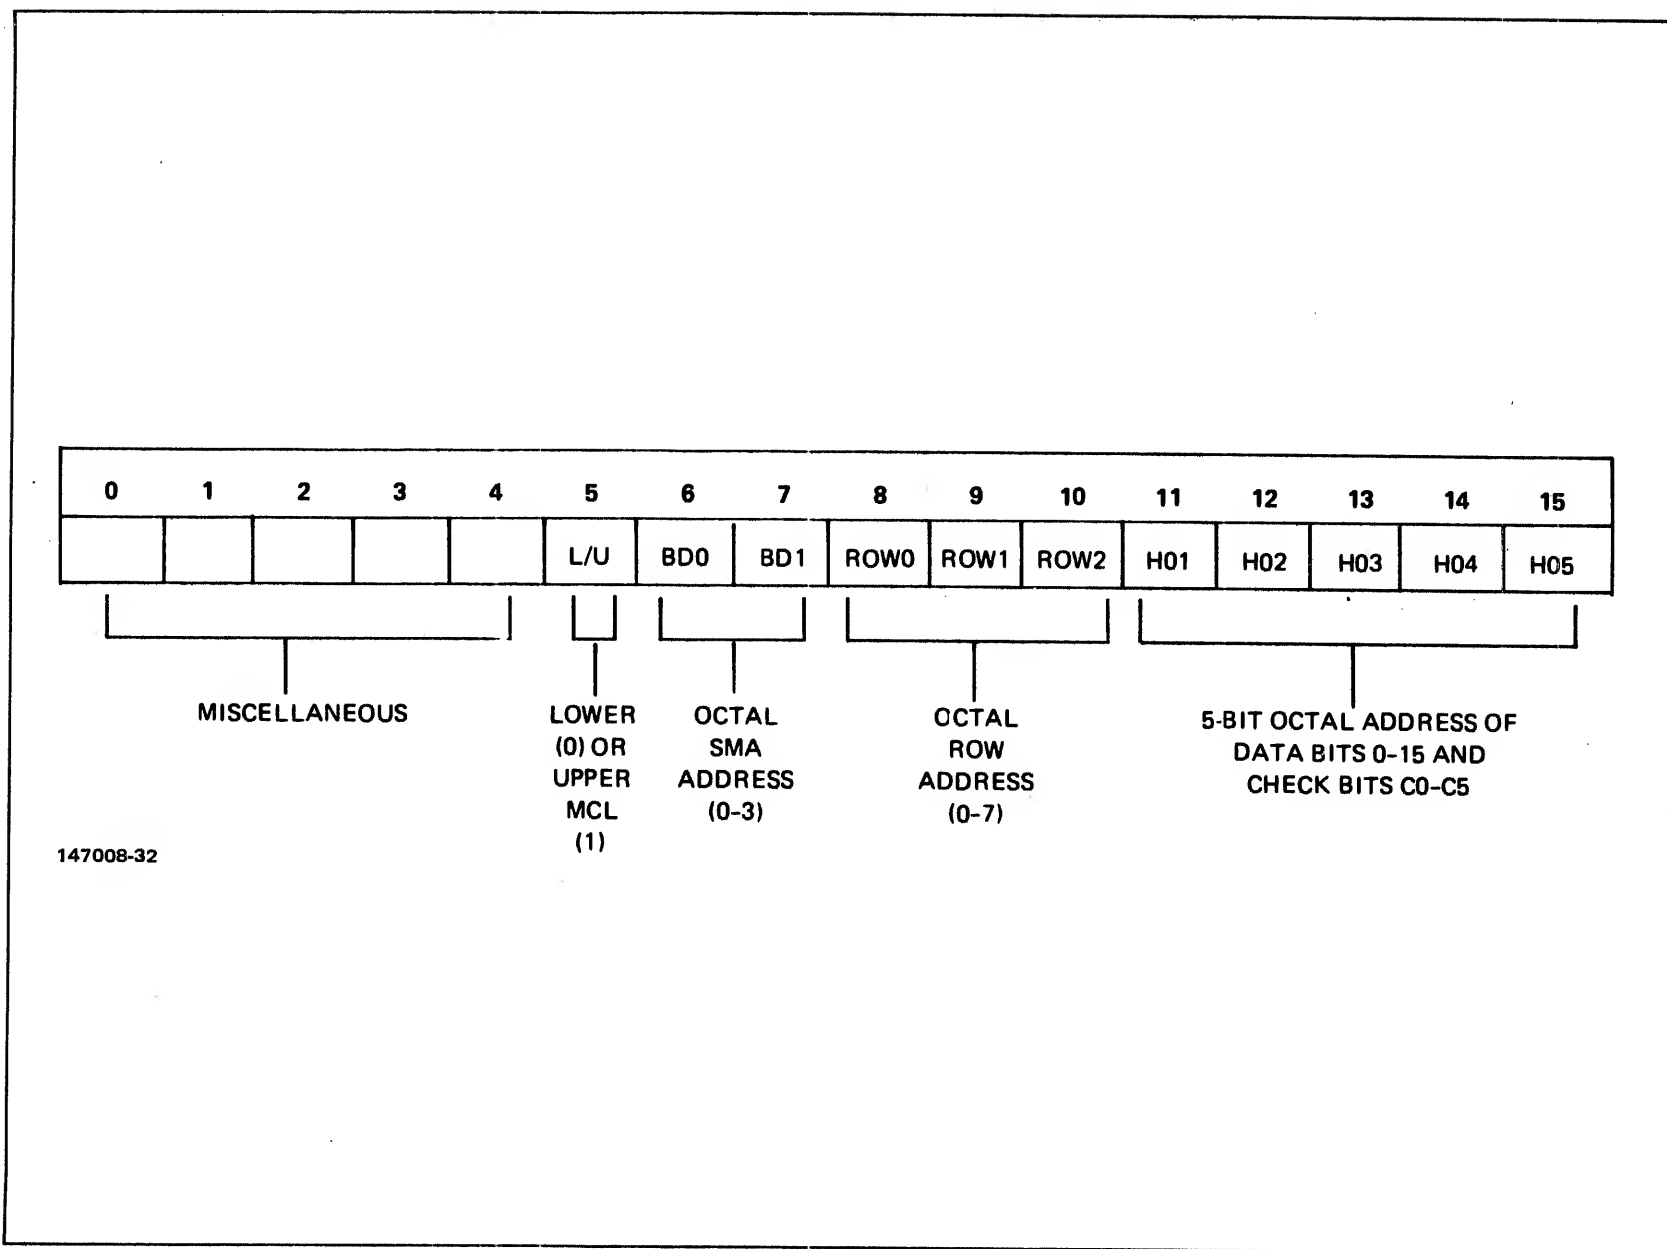 0 1 2 3 4 5 6 7 8 9 10 11 12 13 14 15
L/U BD0 BD1 ROW0 ROW1 ROW2 H01 H02 H03 H04 H05
MISCELLANEOUS
LOWER
(0) OR
UPPER
MCL
(1)
OCTAL
SMA
ADDRESS
(0-3)
OCTAL
ROW
ADDRESS
(0-7)
5-BIT OCTAL ADDRESS OF
DATA BITS 0-15 AND
CHECK BITS C0-C5
147008-32